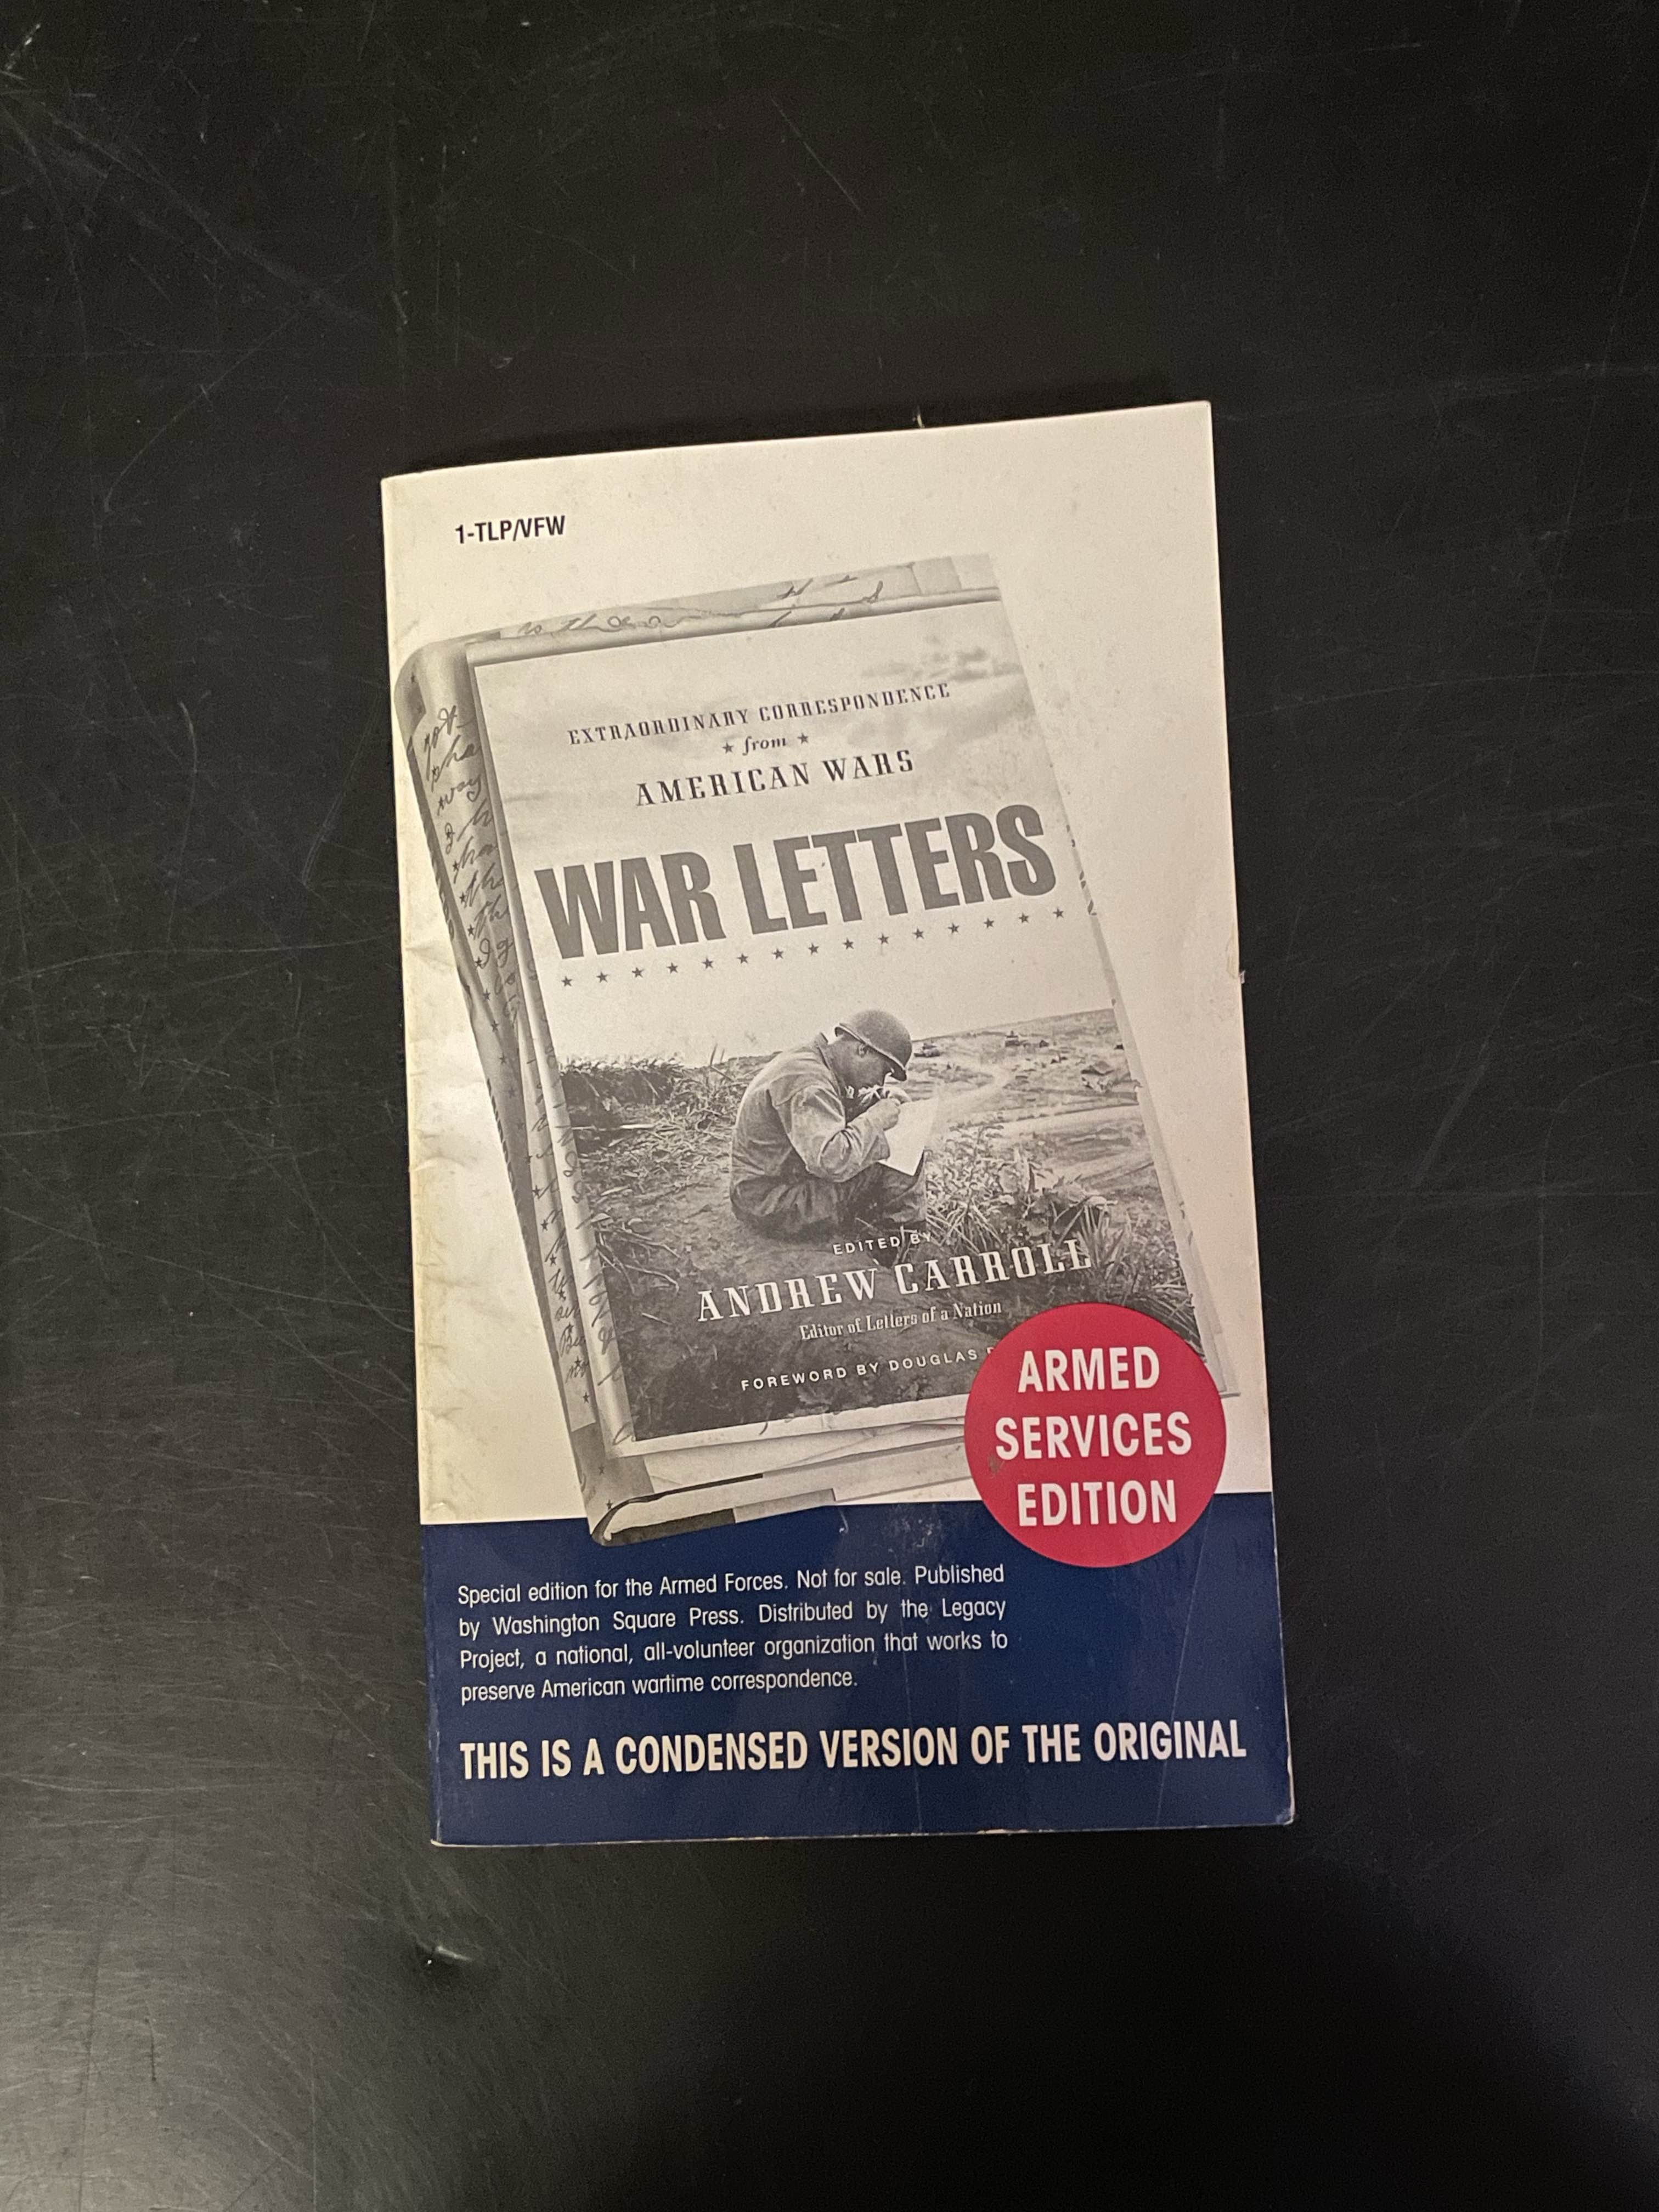 1-TLP/VFW
EXTRAORDINARY CORRESPONDENCE
★ from ★
AMERICAN WARS
WAR LETTERS
EDITED BY
ANDREW CARROLL
Editor of Letters of a Nation
FOREWORD BY DOUGLAS
ARMED
SERVICES
EDITION
Special edition for the Armed Forces. Not for sale. Published
by Washington Square Press. Distributed by the Legacy
Project, a national, all-volunteer organization that works to
preserve American wartime correspondence.
THIS IS A CONDENSED VERSION OF THE ORIGINAL